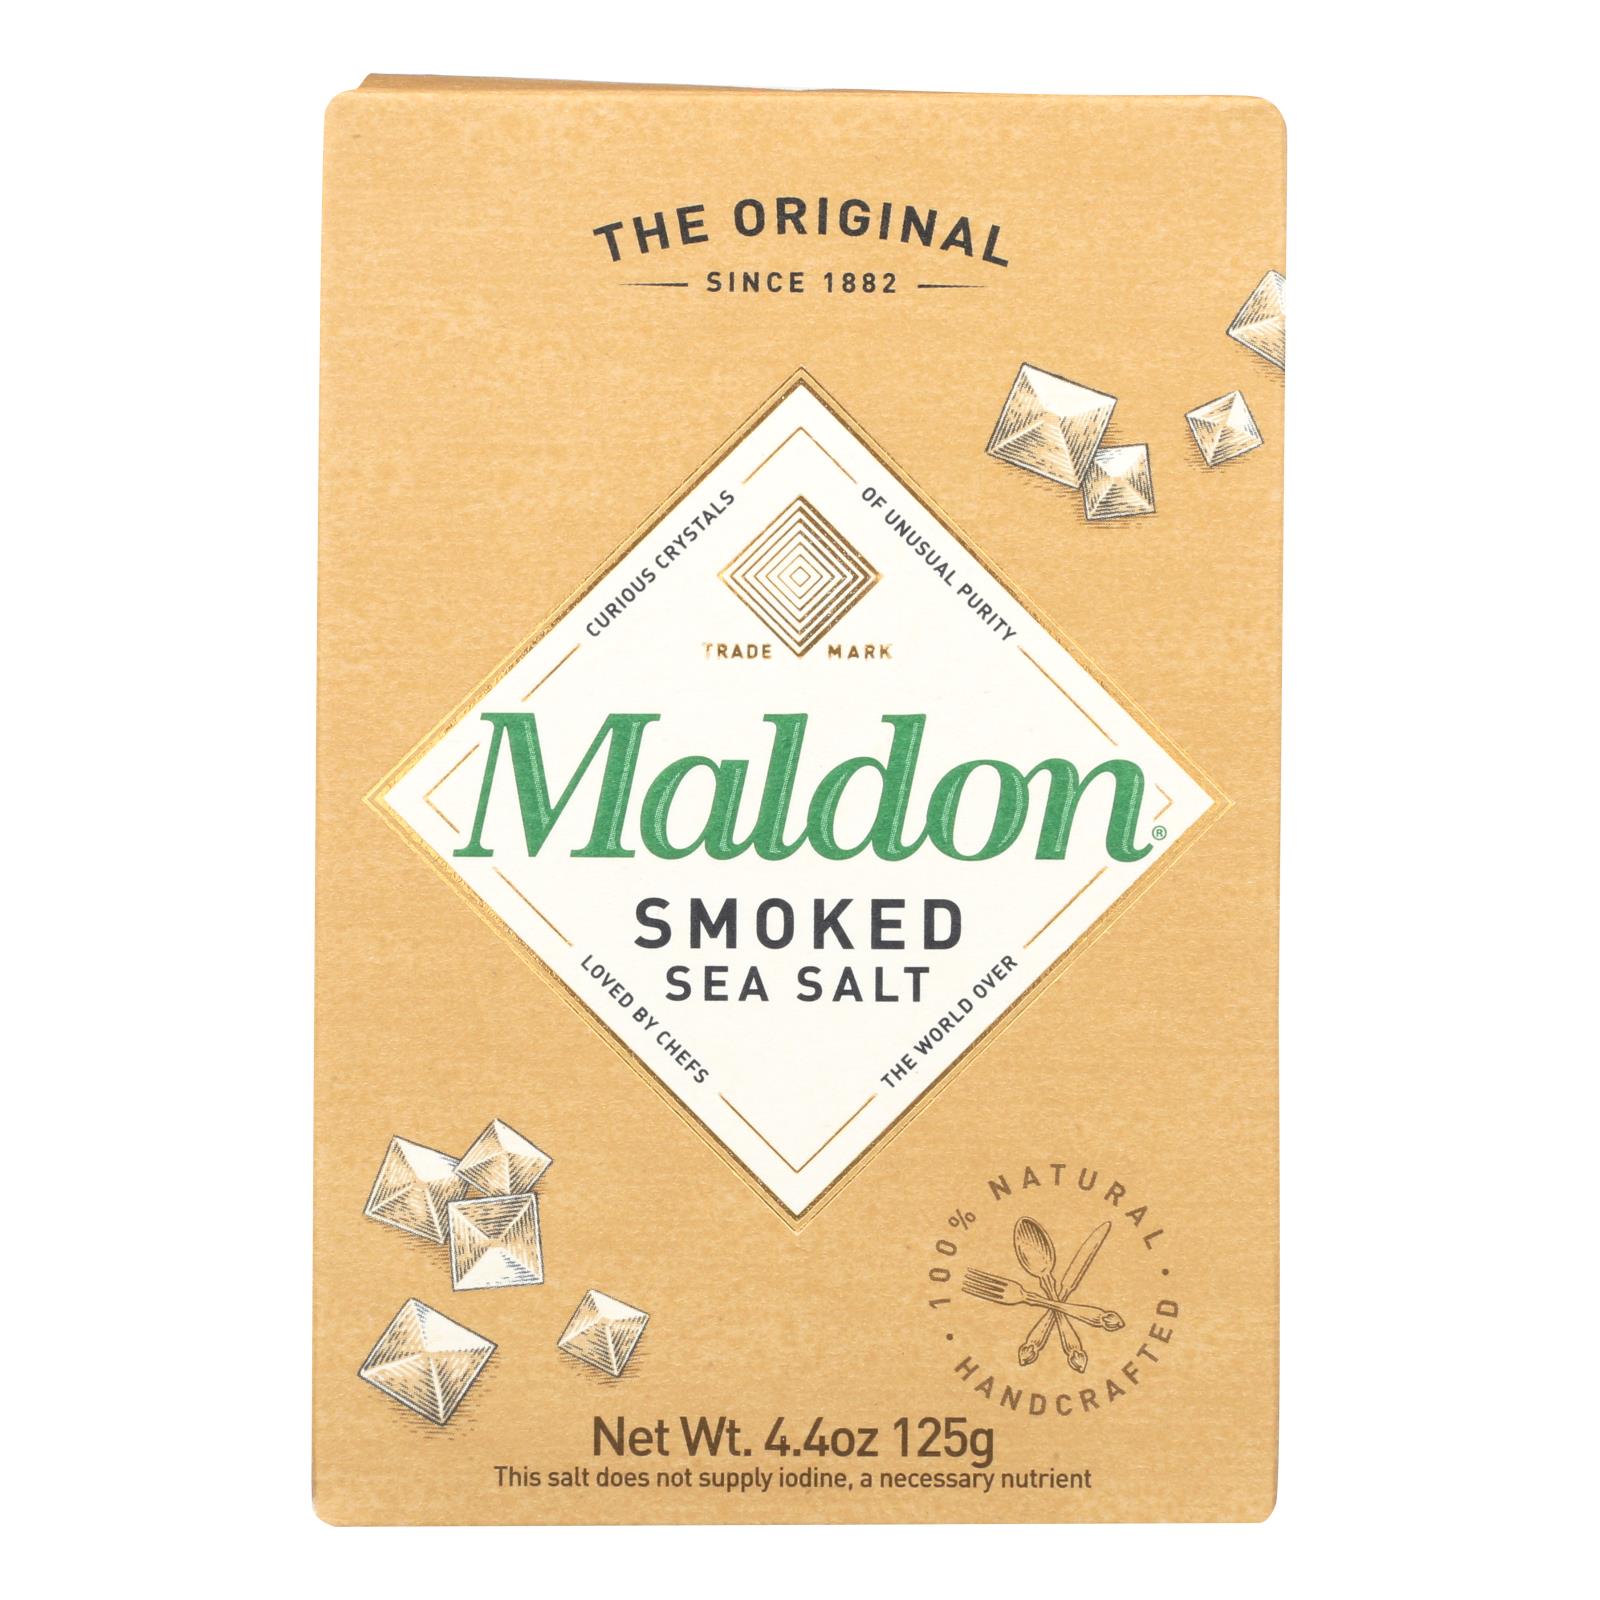 THE ORIGINAL
SINCE 1882
CURIOUS CRYSTALS
OF UNUSUAL PURITY
TRADE MARK
Maldon®
SMOKED
SEA SALT
LOVED BY CHEFS
THE WORLD OVER
• 100% NATURAL •
HANDCRAFTED
Net Wt. 4.4oz 125g
This salt does not supply iodine, a necessary nutrient